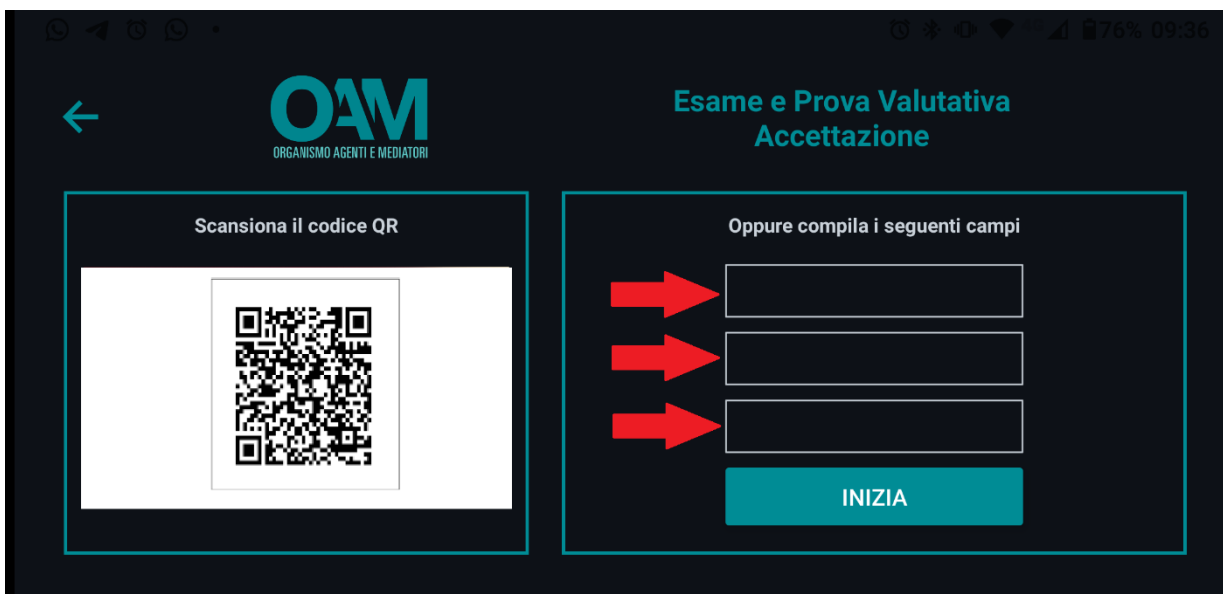 76% 09:36
OAM
ORGANISMO AGENTI E MEDIATORI
Esame e Prova Valutativa
Accettazione
Scansiona il codice QR
Oppure compila i seguenti campi
INIZIA